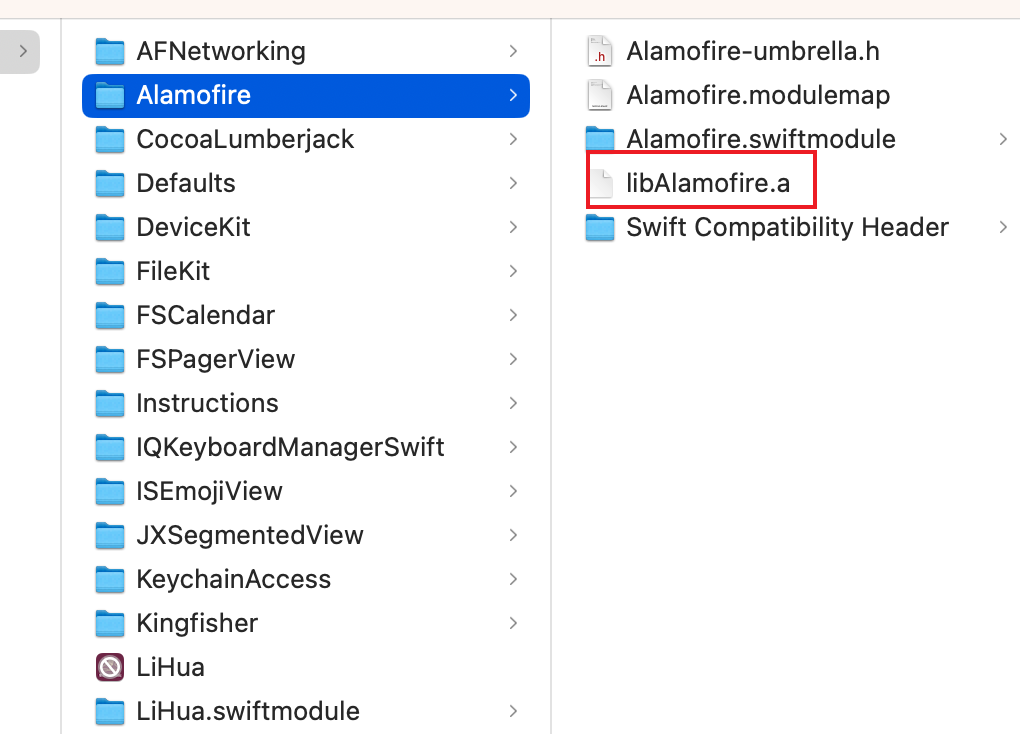 AFNetworking
Alamofire
CocoaLumberjack
Defaults
DeviceKit
FileKit
FSCalendar
FSPagerView
Instructions
IQKeyboardManagerSwift
ISEmojiView
JXSegmentedView
KeychainAccess
Kingfisher
LiHua
LiHua.swiftmodule
.h Alamofire-umbrella.h
Alamofire.modulemap
Alamofire.swiftmodule
libAlamofire.a
Swift Compatibility Header